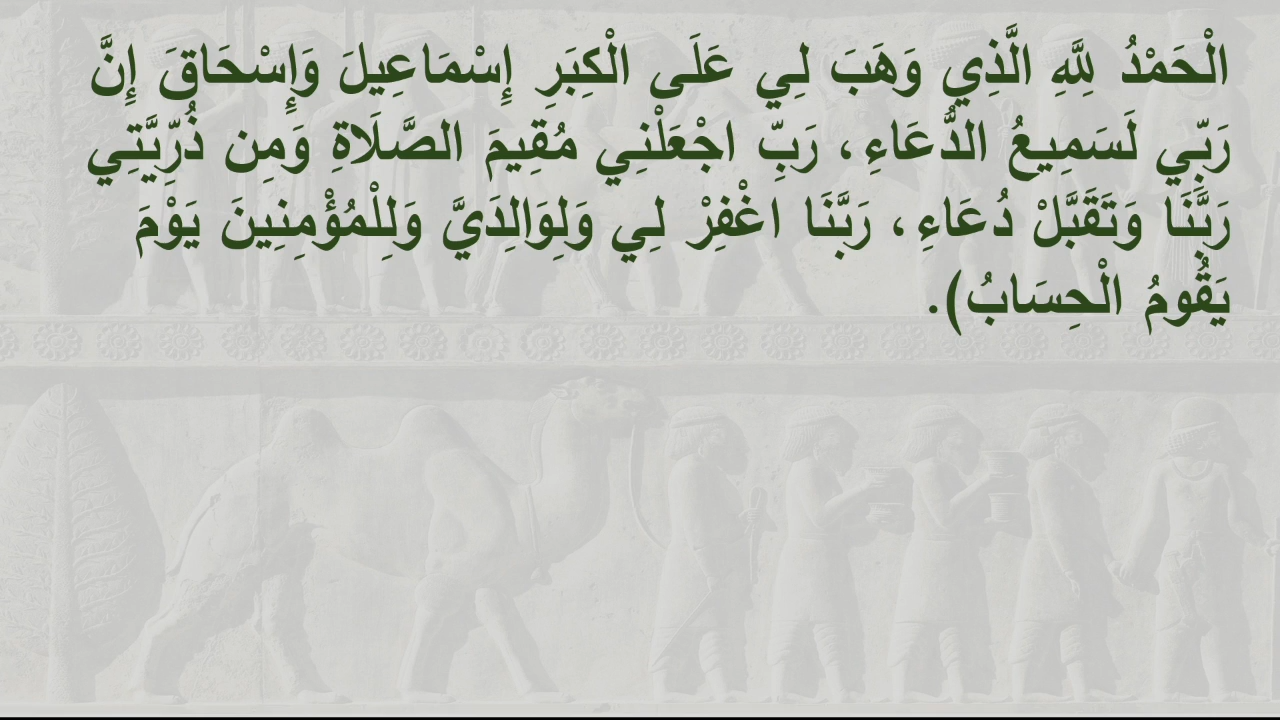 الْحَمْدُ لِلَّهِ الَّذِي وَهَبَ لِي عَلَى الْكِبَرِ إِسْمَاعِيلَ وَإِسْحَاقَ إِنَّ
رَبِّي لَسَمِيعُ الدُّعَاءِ، رَبِّ اجْعَلْنِي مُقِيمَ الصَّلَاةِ وَمِن ذُرِّيَّتِي
رَبَّنَا وَتَقَبَّلْ دُعَاءِ، رَبَّنَا اغْفِرْ لِي وَلِوَالِدَيَّ وَلِلْمُؤْمِنِينَ يَوْمَ
يَقُومُ الْحِسَابُ).